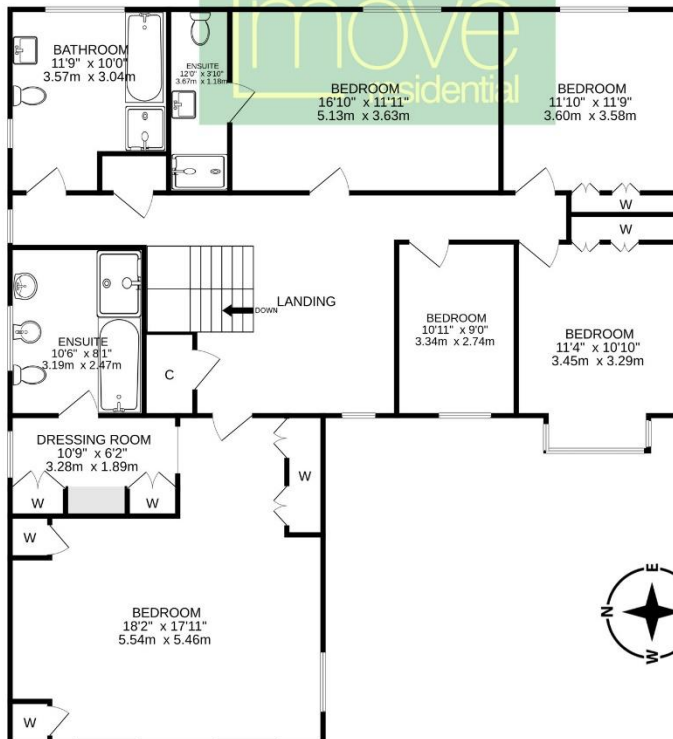 imove
residential
BATHROOM
11'9" x 10'0"
3.57m x 3.04m
ENSUITE
12'0" x 3'10"
3.67m x 1.18m
BEDROOM
16'10" x 11'11"
5.13m x 3.63m
BEDROOM
11'10" x 11'9"
3.60m x 3.58m
W
W
LANDING
DOWN
ENSUITE
10'6" x 8'1"
3.19m x 2.47m
C
BEDROOM
10'11" x 9'0"
3.34m x 2.74m
BEDROOM
11'4" x 10'10"
3.45m x 3.29m
DRESSING ROOM
10'9" x 6'2"
3.28m x 1.89m
W
W
W
W
BEDROOM
18'2" x 17'11"
5.54m x 5.46m
W
N
E
W